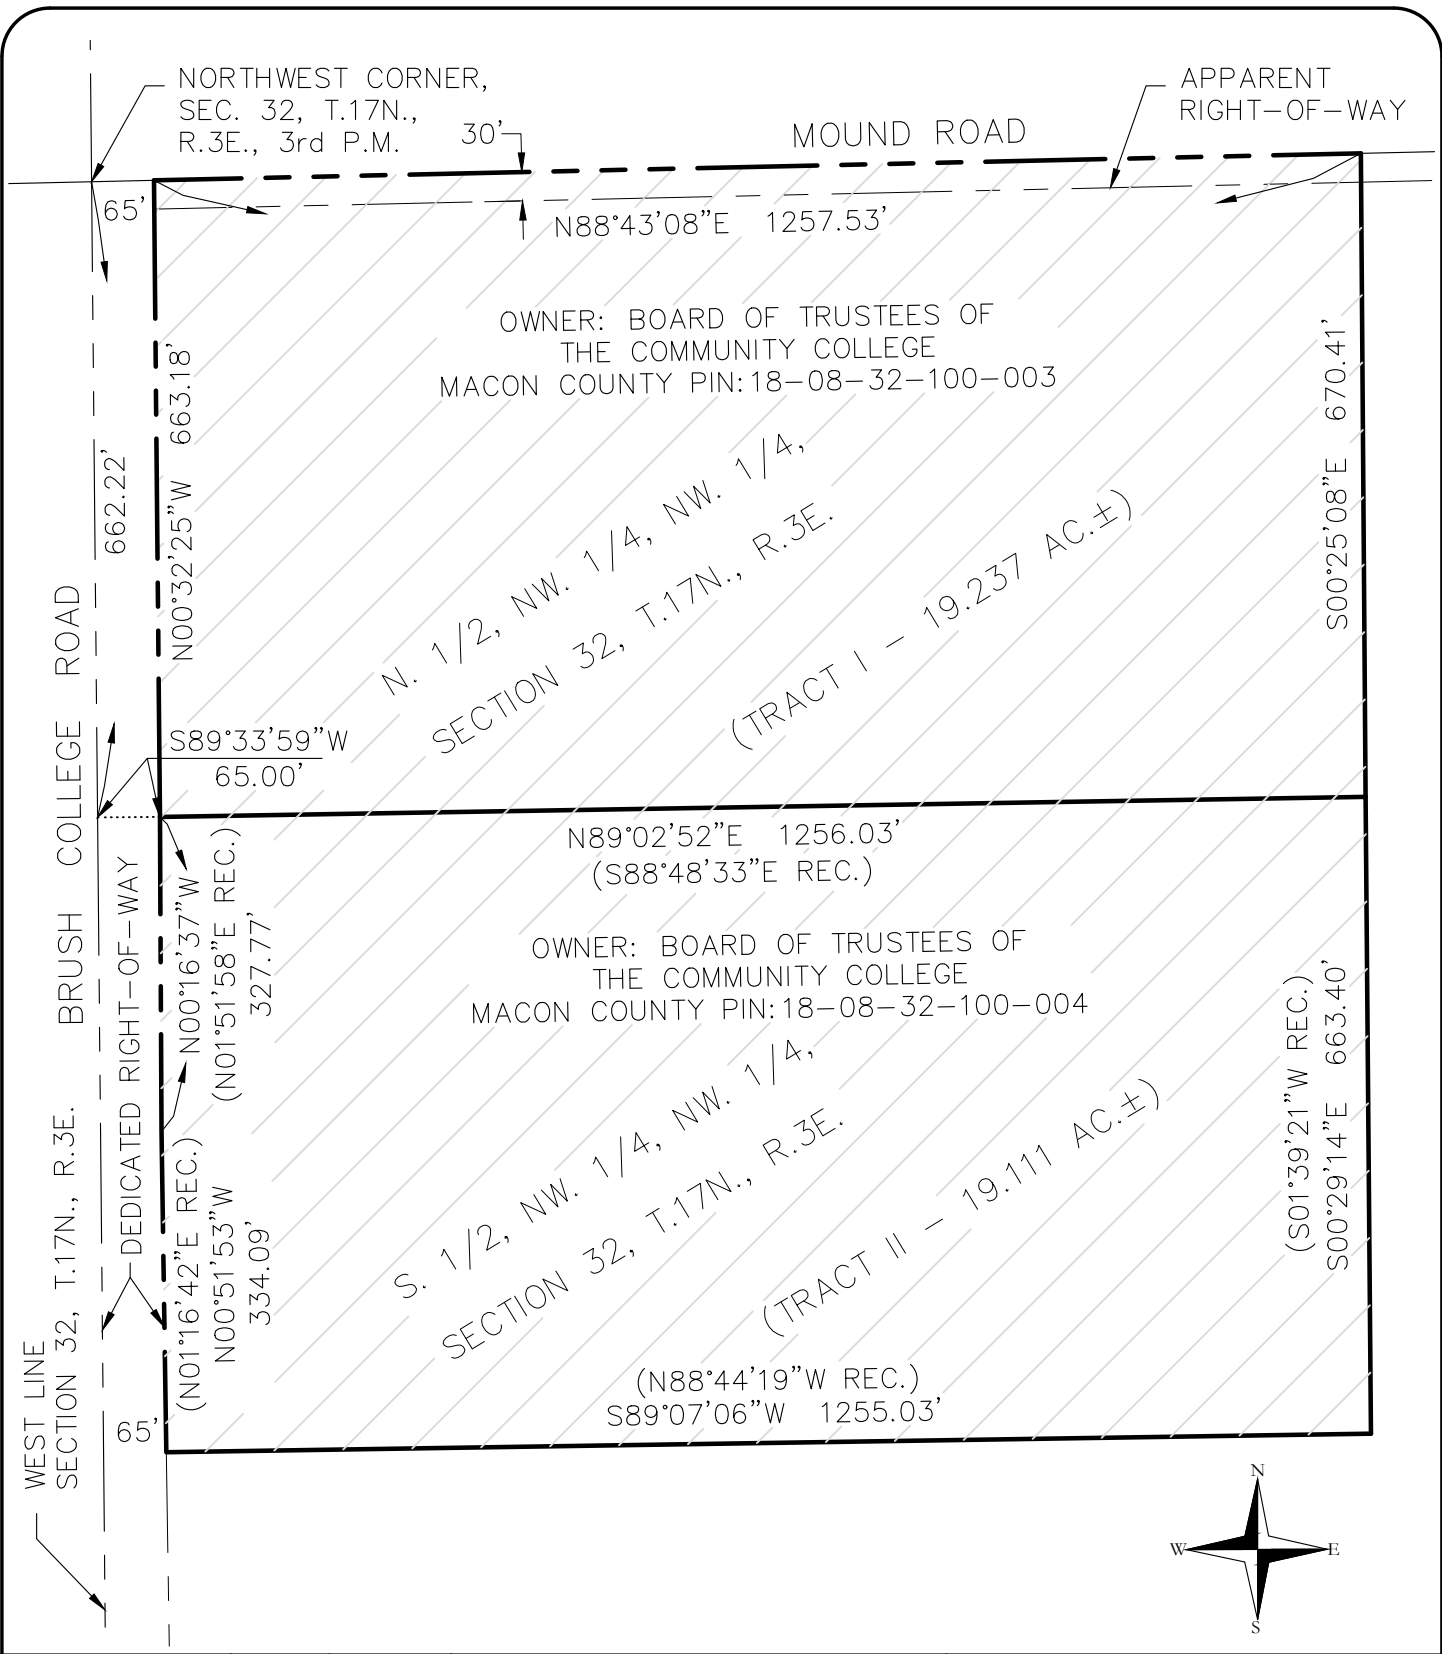 NORTHWEST CORNER,
SEC. 32, T.17N.,
R.3E., 3rd P.M.
30'
MOUND ROAD
APPARENT
RIGHT-OF-WAY
65'
N88°43'08"E 1257.53'
OWNER: BOARD OF TRUSTEES OF
THE COMMUNITY COLLEGE
MACON COUNTY PIN:18-08-32-100-003
662.22'
N00°32'25"W 663.18'
S00°25'08"E 670.41'
N. 1/2, NW. 1/4, NW. 1/4,
SECTION 32, T.17N., R.3E.
(TRACT I - 19.237 AC.±)
BRUSH COLLEGE ROAD
S89°33'59"W
65.00'
N89°02'52"E 1256.03'
(S88°48'33"E REC.)
DEDICATED RIGHT-OF-WAY
N00°16'37"W
(N01°51'58"E REC.)
327.77'
OWNER: BOARD OF TRUSTEES OF
THE COMMUNITY COLLEGE
MACON COUNTY PIN:18-08-32-100-004
(S01°39'21"W REC.)
S00°29'14"E 663.40'
S. 1/2, NW. 1/4, NW. 1/4,
SECTION 32, T.17N., R.3E.
(TRACT II - 19.111 AC.±)
(N01°16'42"E REC.)
N00°51'53"W
334.09'
WEST LINE
SECTION 32, T.17N., R.3E.
(N88°44'19"W REC.)
S89°07'06"W 1255.03'
65'
N
W
E
S